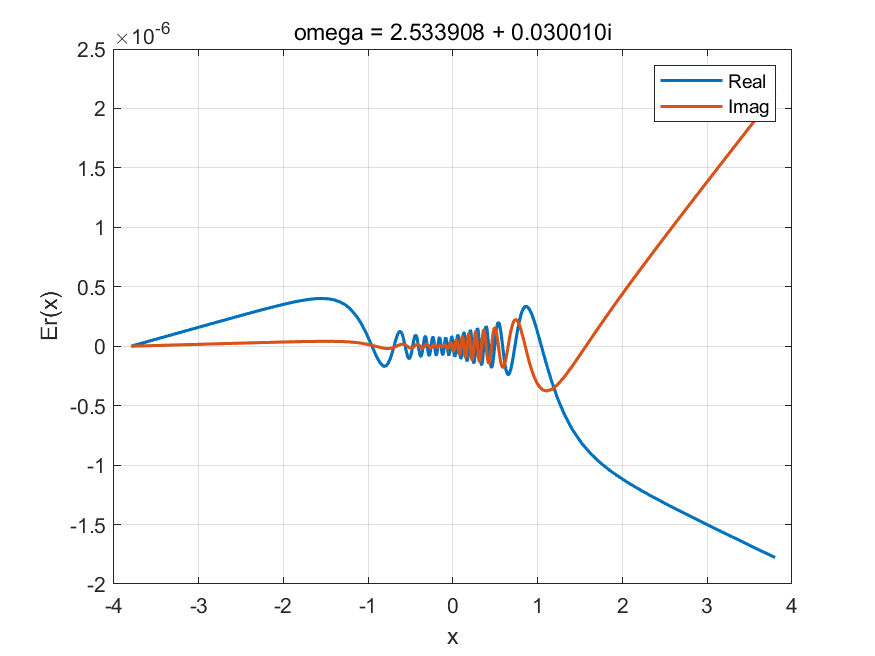 ×10⁻⁶
omega = 2.533908 + 0.030010i
2.5
2
1.5
1
0.5
0
-0.5
-1
-1.5
-2
Er(x)
Real
Imag
-4 -3 -2 -1 0 1 2 3 4
x